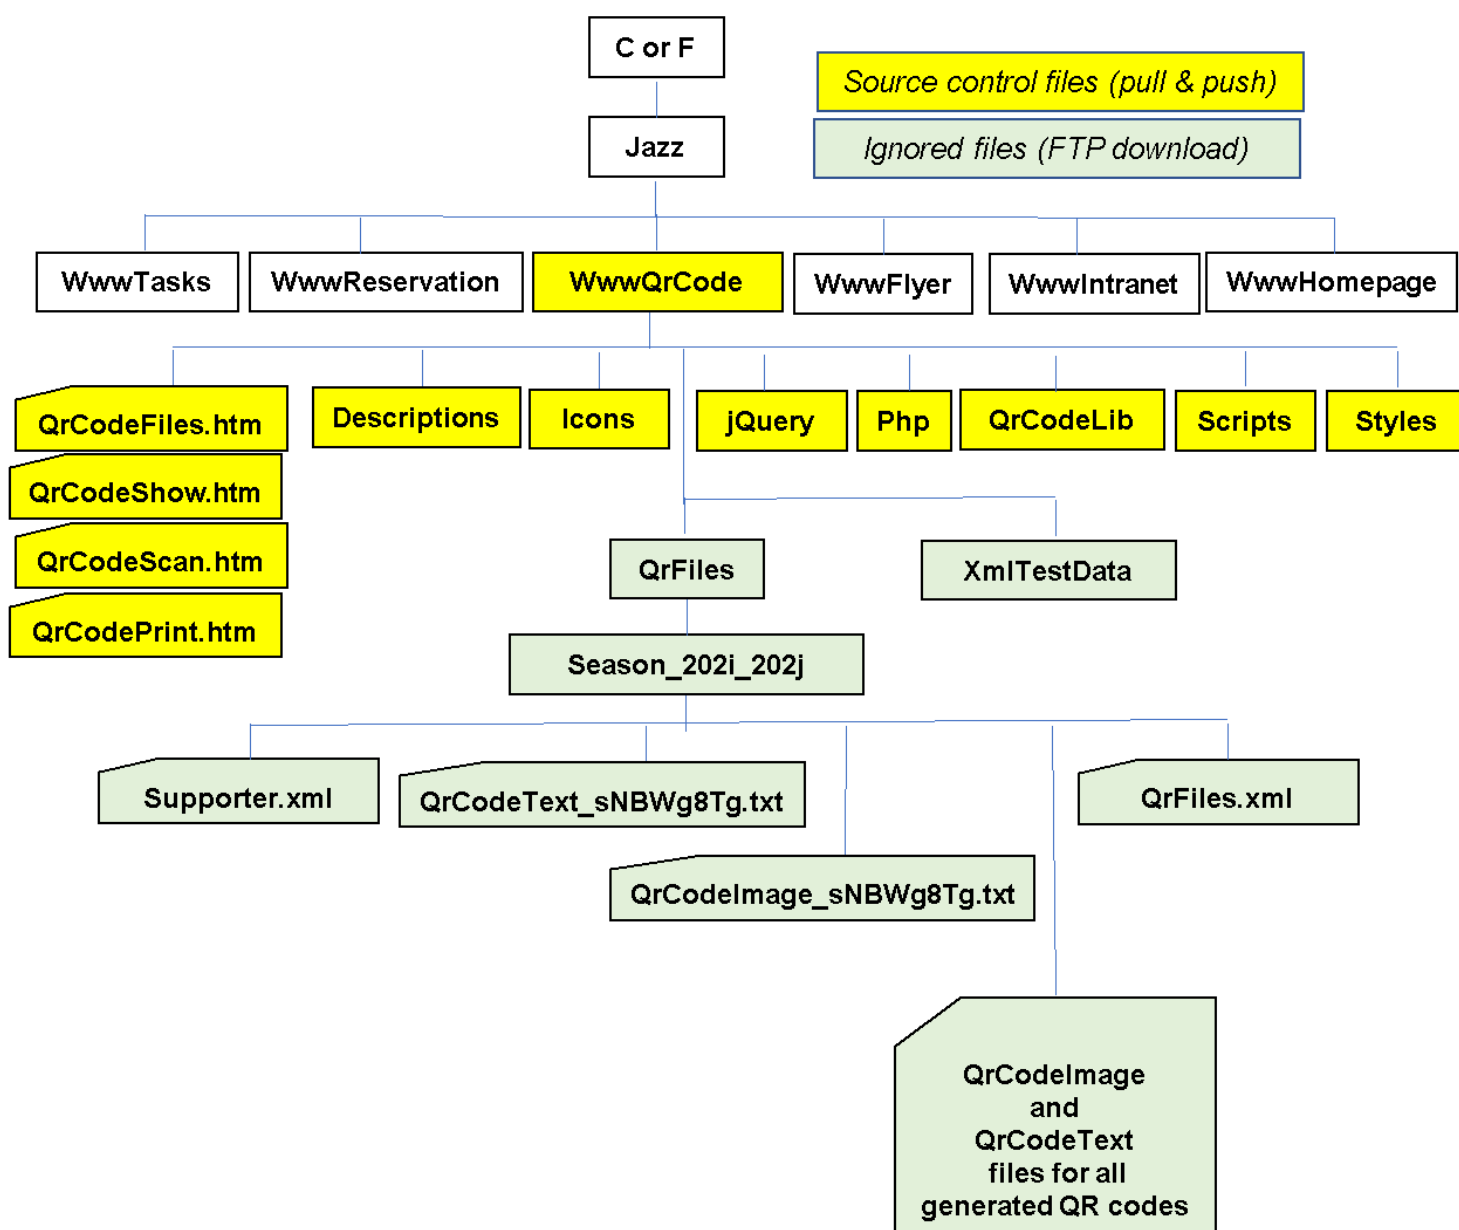 C or F
Source control files (pull & push)
Jazz
Ignored files (FTP download)
WwwTasks
WwwReservation
WwwQrCode
WwwFlyer
WwwIntranet
WwwHomepage
QrCodeFiles.htm
Descriptions
Icons
jQuery
Php
QrCodeLib
Scripts
Styles
QrCodeShow.htm
QrCodeScan.htm
QrFiles
XmlTestData
QrCodePrint.htm
Season_202i_202j
Supporter.xml
QrCodeText_sNBWg8Tg.txt
QrFiles.xml
QrCodeImage_sNBWg8Tg.txt
QrCodeImage
and
QrCodeText
files for all
generated QR codes